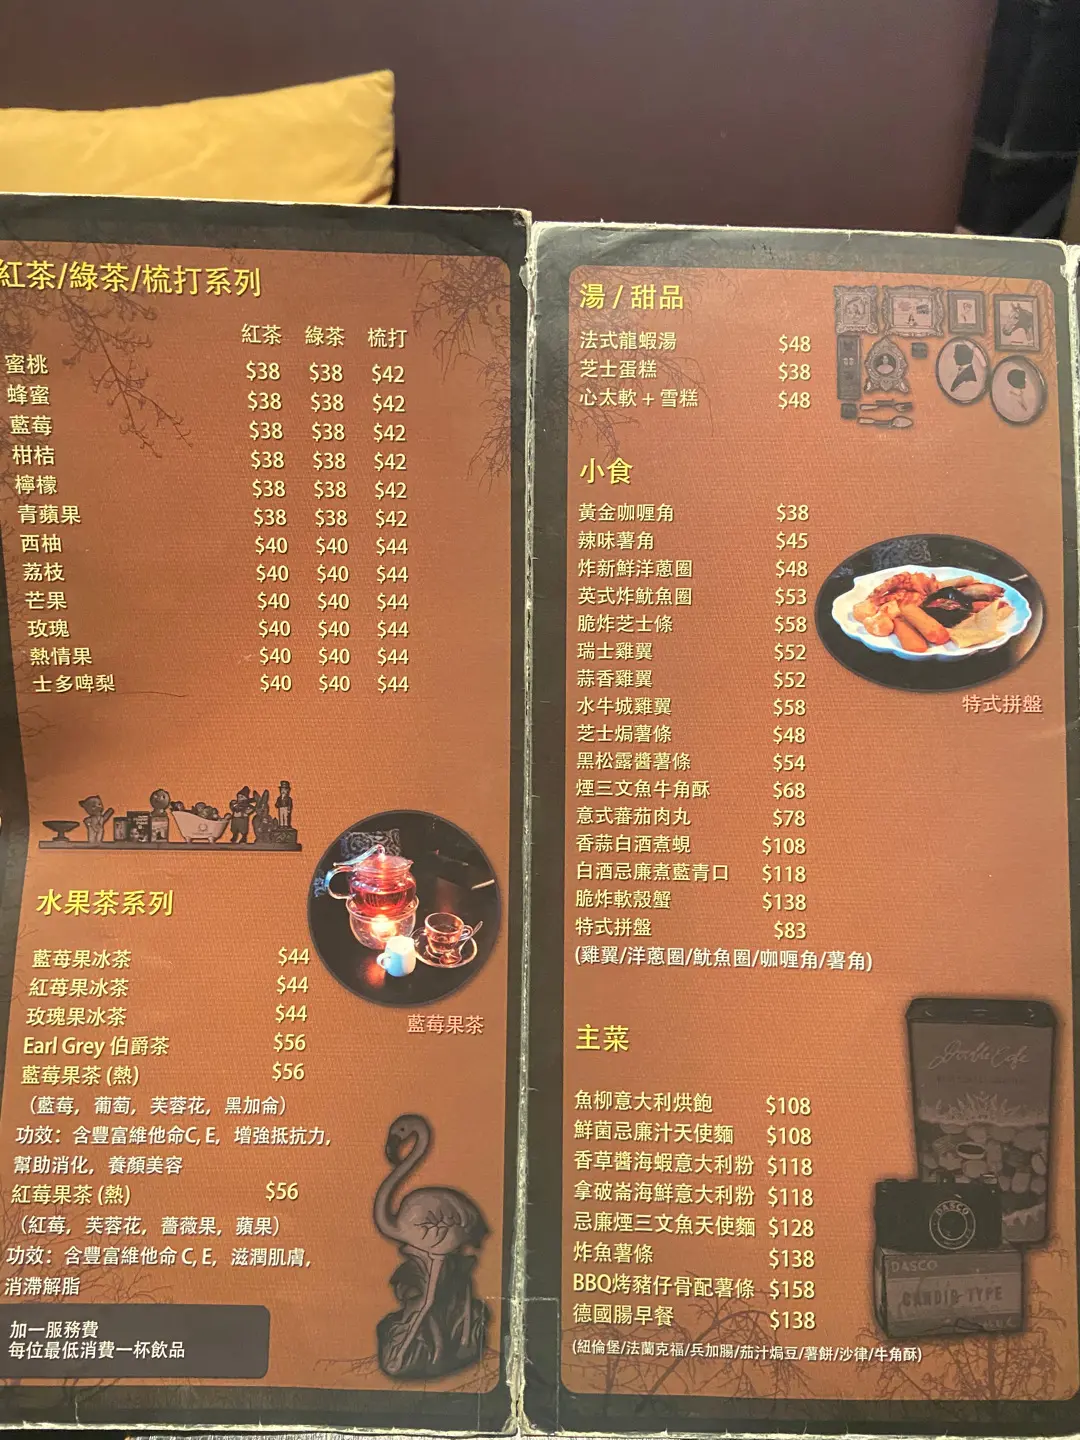 紅茶/綠茶/梳打系列
紅茶 綠茶 梳打
蜜桃 $38 $38 $42
蜂蜜 $38 $38 $42
藍莓 $38 $38 $42
柑桔 $38 $38 $42
檸檬 $38 $38 $42
青蘋果 $38 $38 $42
西柚 $40 $40 $44
荔枝 $40 $40 $44
芒果 $40 $40 $44
玫瑰 $40 $40 $44
熱情果 $40 $40 $44
士多啤梨 $40 $40 $44
水果茶系列
藍莓果冰茶 $44
紅莓果冰茶 $44
玫瑰果冰茶 $44
Earl Grey 伯爵茶 $56
藍莓果茶 (熱) $56
（藍莓，葡萄，芙蓉花，黑加侖）
功效：含豐富維他命C, E，增強抵抗力，
幫助消化，養顏美容
紅莓果茶 (熱) $56
（紅莓，芙蓉花，薔薇果，蘋果）
功效：含豐富維他命 C, E，滋潤肌膚，
消滯解脂
藍莓果茶
加一服務費
每位最低消費一杯飲品
湯 / 甜品
法式龍蝦湯 $48
芝士蛋糕 $38
心太軟 + 雪糕 $48
小食
黃金咖喱角 $38
辣味薯角 $45
炸新鮮洋蔥圈 $48
英式炸魷魚圈 $53
脆炸芝士條 $58
瑞士雞翼 $52
蒜香雞翼 $52
水牛城雞翼 $58
芝士焗薯條 $48
黑松露醬薯條 $54
煙三文魚牛角酥 $68
意式蕃茄肉丸 $78
香蒜白酒煮蜆 $108
白酒忌廉煮藍青口 $118
脆炸軟殼蟹 $138
特式拼盤 $83
(雞翼/洋蔥圈/魷魚圈/咖喱角/薯角)
特式拼盤
主菜
魚柳意大利烘飽 $108
鮮菌忌廉汁天使麵 $108
香草醬海蝦意大利粉 $118
拿破崙海鮮意大利粉 $118
忌廉煙三文魚天使麵 $128
炸魚薯條 $138
BBQ烤豬仔骨配薯條 $158
德國腸早餐 $138
(紐倫堡/法蘭克福/兵加腸/茄汁焗豆/薯餅/沙律/牛角酥)
DASCO
DASCO
CANDID TYPE